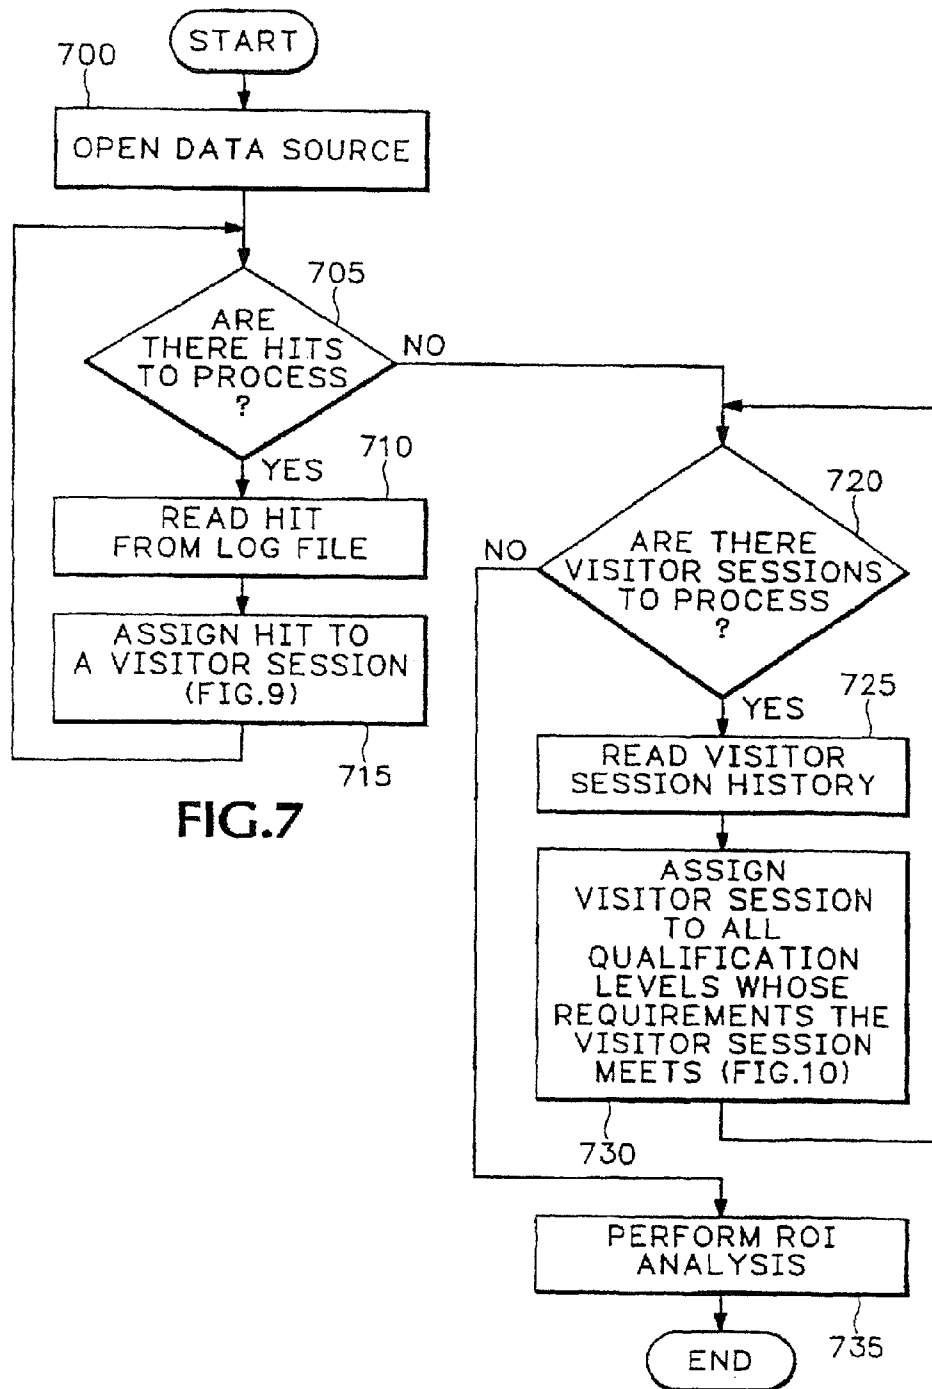 START
700
OPEN DATA SOURCE
705
ARE
THERE HITS
TO PROCESS
?
NO
YES
710
READ HIT
FROM LOG FILE
ASSIGN HIT TO
A VISITOR SESSION
(FIG.9)
715
FIG.7
720
ARE THERE
VISITOR SESSIONS
TO PROCESS
?
NO
YES
725
READ VISITOR
SESSION HISTORY
ASSIGN
VISITOR SESSION
TO ALL
QUALIFICATION
LEVELS WHOSE
REQUIREMENTS THE
VISITOR SESSION
MEETS (FIG.10)
730
PERFORM ROI
ANALYSIS
735
END